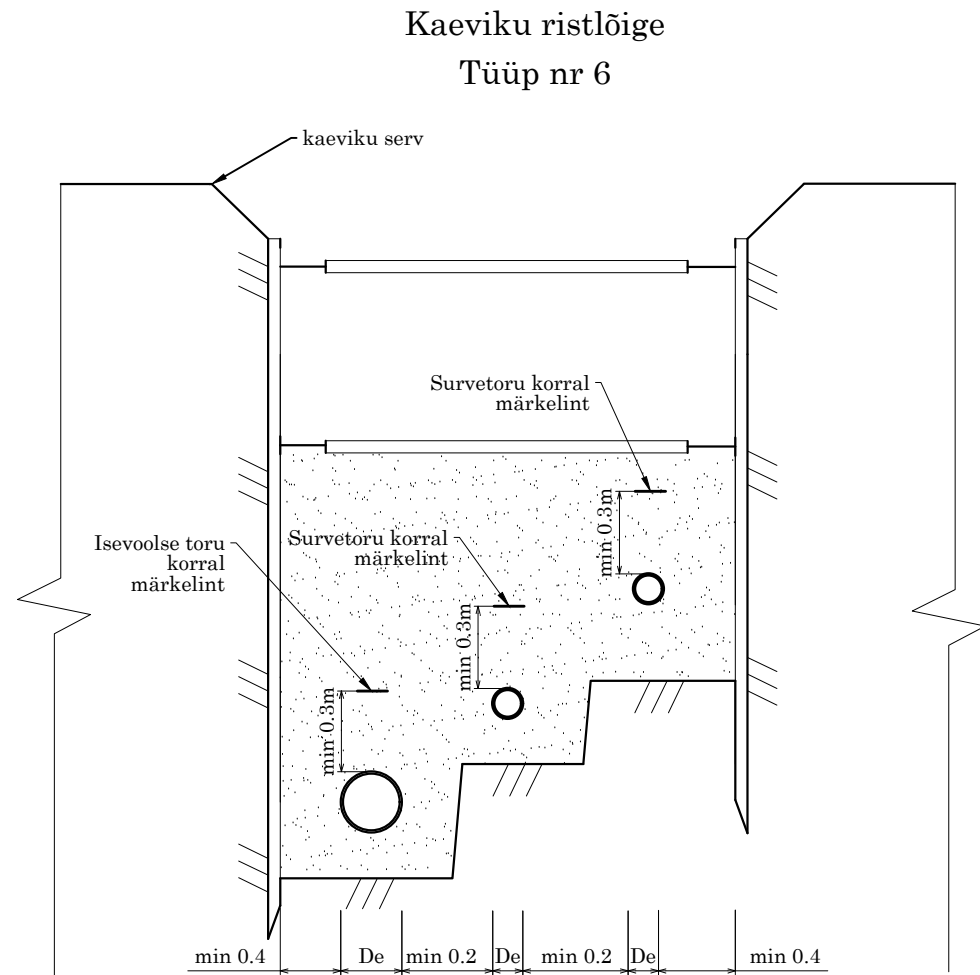 Kaeviku ristlõige
Tüüp nr 6
kaeviku serv
Survetoru korral
märkelint
min 0.3m
Isevoolse toru
korral
märkelint
Survetoru korral
märkelint
min 0.3m
min 0.3m
min 0.4 De min 0.2 De min 0.2 De min 0.4